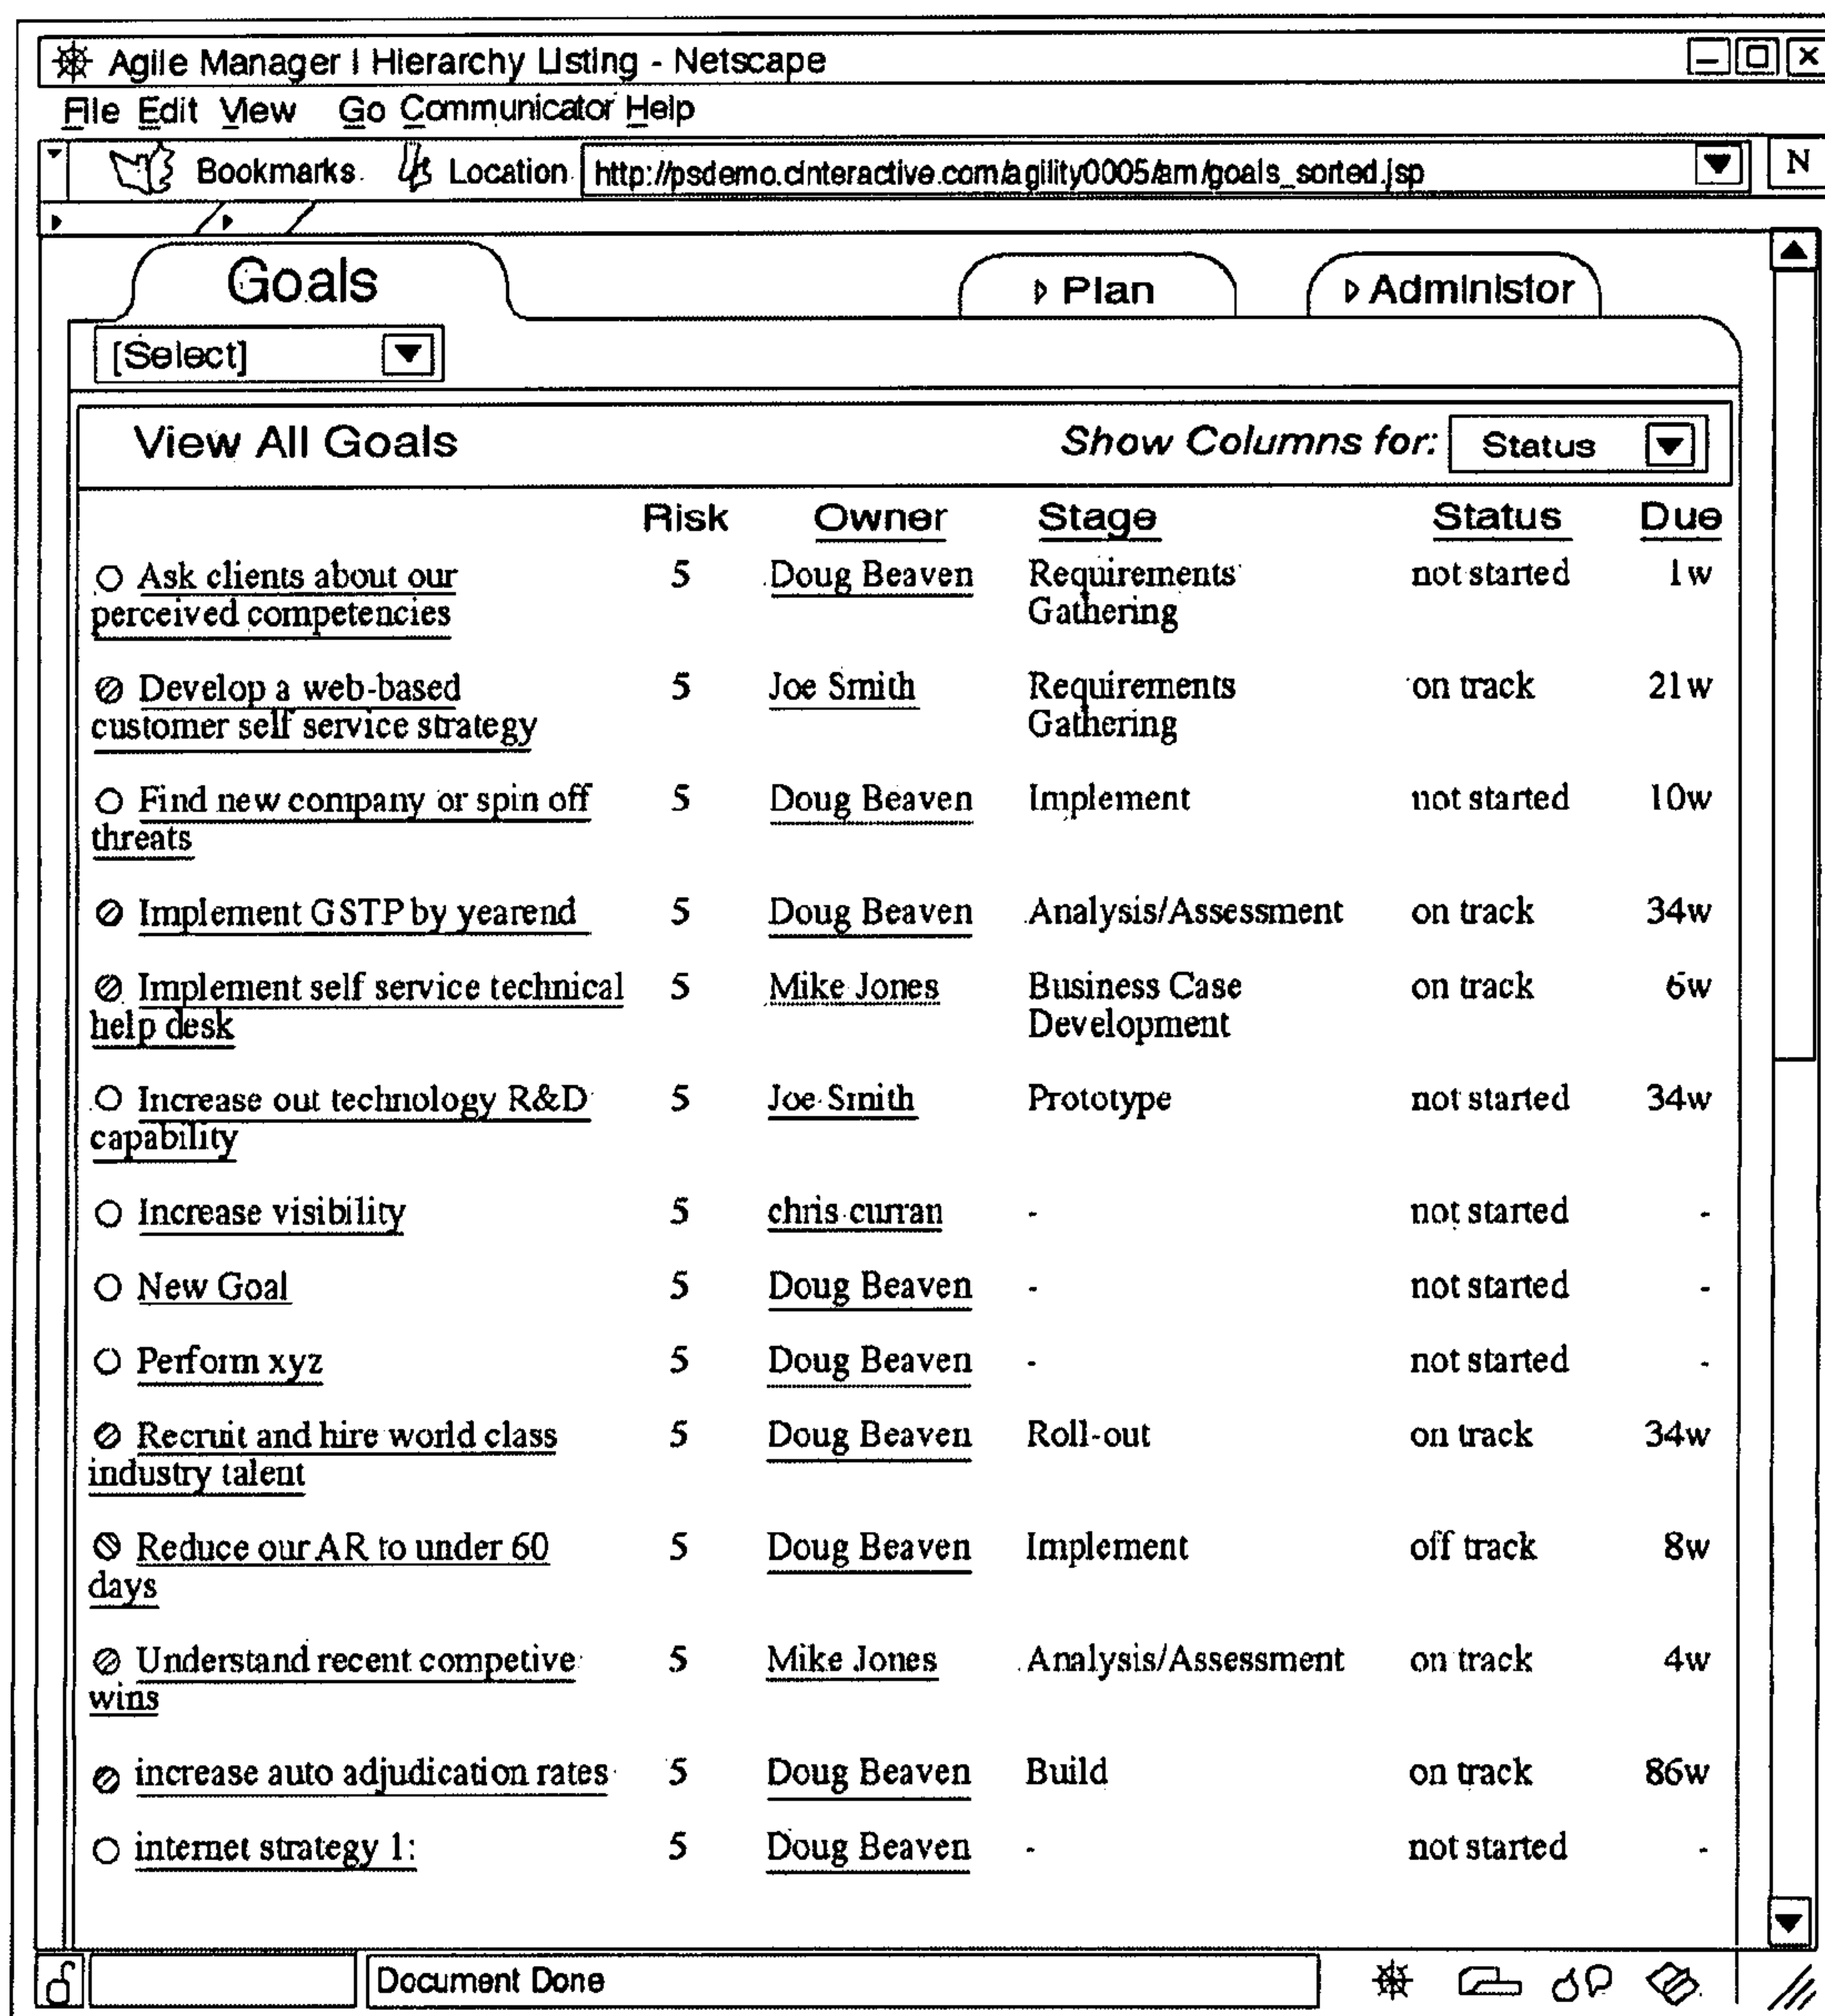 Agile Manager | Hierarchy Listing - Netscape
File Edit View Go Communicator Help
Bookmarks Location http://psdemo.cinteractive.com/agility0005/am/goals_sorted.jsp N
Goals Plan Administor
[Select]
View All Goals Show Columns for: Status
Risk Owner Stage Status Due
Ask clients about our 5 Doug Beaven Requirements not started 1w
perceived competencies Gathering
Develop a web-based 5 Joe Smith Requirements on track 21w
customer self service strategy Gathering
Find new company or spin off 5 Doug Beaven Implement not started 10w
threats
Implement GSTP by yearend 5 Doug Beaven Analysis/Assessment on track 34w
Implement self service technical 5 Mike Jones Business Case on track 6w
help desk Development
Increase out technology R&D 5 Joe Smith Prototype not started 34w
capability
Increase visibility 5 chris curran - not started -
New Goal 5 Doug Beaven - not started -
Perform xyz 5 Doug Beaven - not started -
Recruit and hire world class 5 Doug Beaven Roll-out on track 34w
industry talent
Reduce our AR to under 60 5 Doug Beaven Implement off track 8w
days
Understand recent competive 5 Mike Jones Analysis/Assessment on track 4w
wins
increase auto adjudication rates 5 Doug Beaven Build on track 86w
internet strategy 1: 5 Doug Beaven - not started -
Document Done